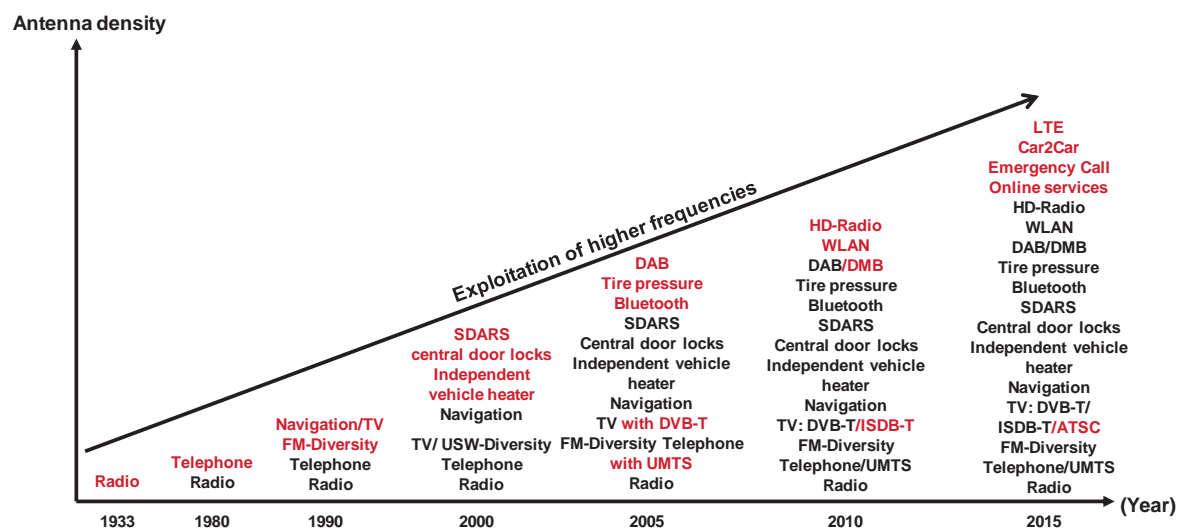 Antenna density
Exploitation of higher frequencies
Radio
1933
Telephone
Radio
1980
Navigation/TV
FM-Diversity
Telephone
Radio
1990
SDARS
central door locks
Independent
vehicle heater
Navigation
TV/ USW-Diversity
Telephone
Radio
2000
DAB
Tire pressure
Bluetooth
SDARS
Central door locks
Independent vehicle
heater
Navigation
TV with DVB-T
FM-Diversity Telephone
with UMTS
Radio
2005
HD-Radio
WLAN
DAB/DMB
Tire pressure
Bluetooth
SDARS
Central door locks
Independent vehicle
heater
Navigation
TV: DVB-T/ISDB-T
FM-Diversity
Telephone/UMTS
Radio
2010
LTE
Car2Car
Emergency Call
Online services
HD-Radio
WLAN
DAB/DMB
Tire pressure
Bluetooth
SDARS
Central door locks
Independent vehicle
heater
Navigation
TV: DVB-T/
ISDB-T/ATSC
FM-Diversity
Telephone/UMTS
Radio
2015
(Year)